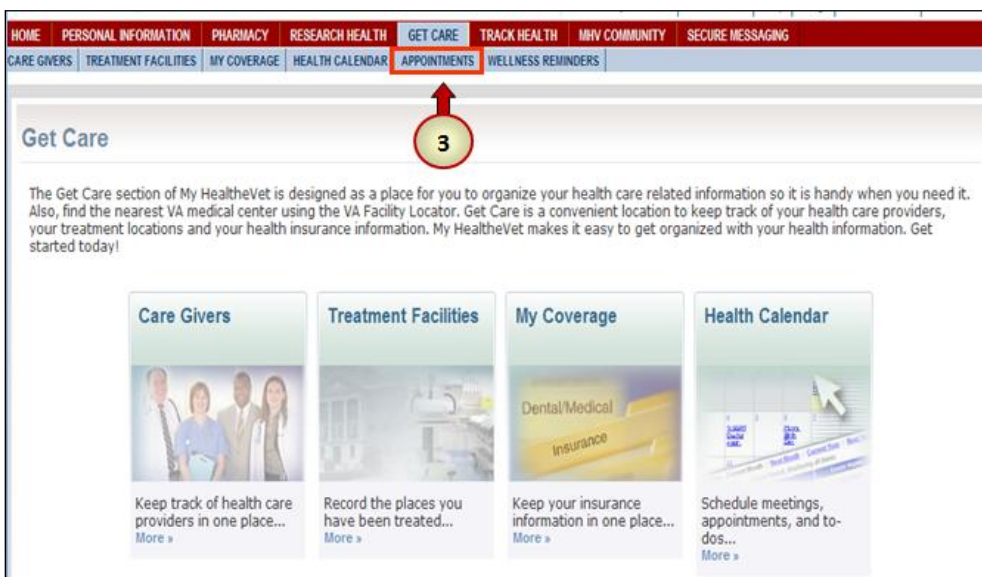 HOME PERSONAL INFORMATION PHARMACY RESEARCH HEALTH GET CARE TRACK HEALTH MHV COMMUNITY SECURE MESSAGING
CARE GIVERS TREATMENT FACILITIES MY COVERAGE HEALTH CALENDAR APPOINTMENTS WELLNESS REMINDERS
3
Get Care
The Get Care section of My HealtheVet is designed as a place for you to organize your health care related information so it is handy when you need it.
Also, find the nearest VA medical center using the VA Facility Locator. Get Care is a convenient location to keep track of your health care providers,
your treatment locations and your health insurance information. My HealtheVet makes it easy to get organized with your health information. Get
started today!
Care Givers
Keep track of health care
providers in one place...
More »
Treatment Facilities
Record the places you
have been treated...
More »
My Coverage
Dental/Medical
Insurance
Keep your insurance
information in one place...
More »
Health Calendar
Schedule meetings,
appointments, and to-
dos...
More »